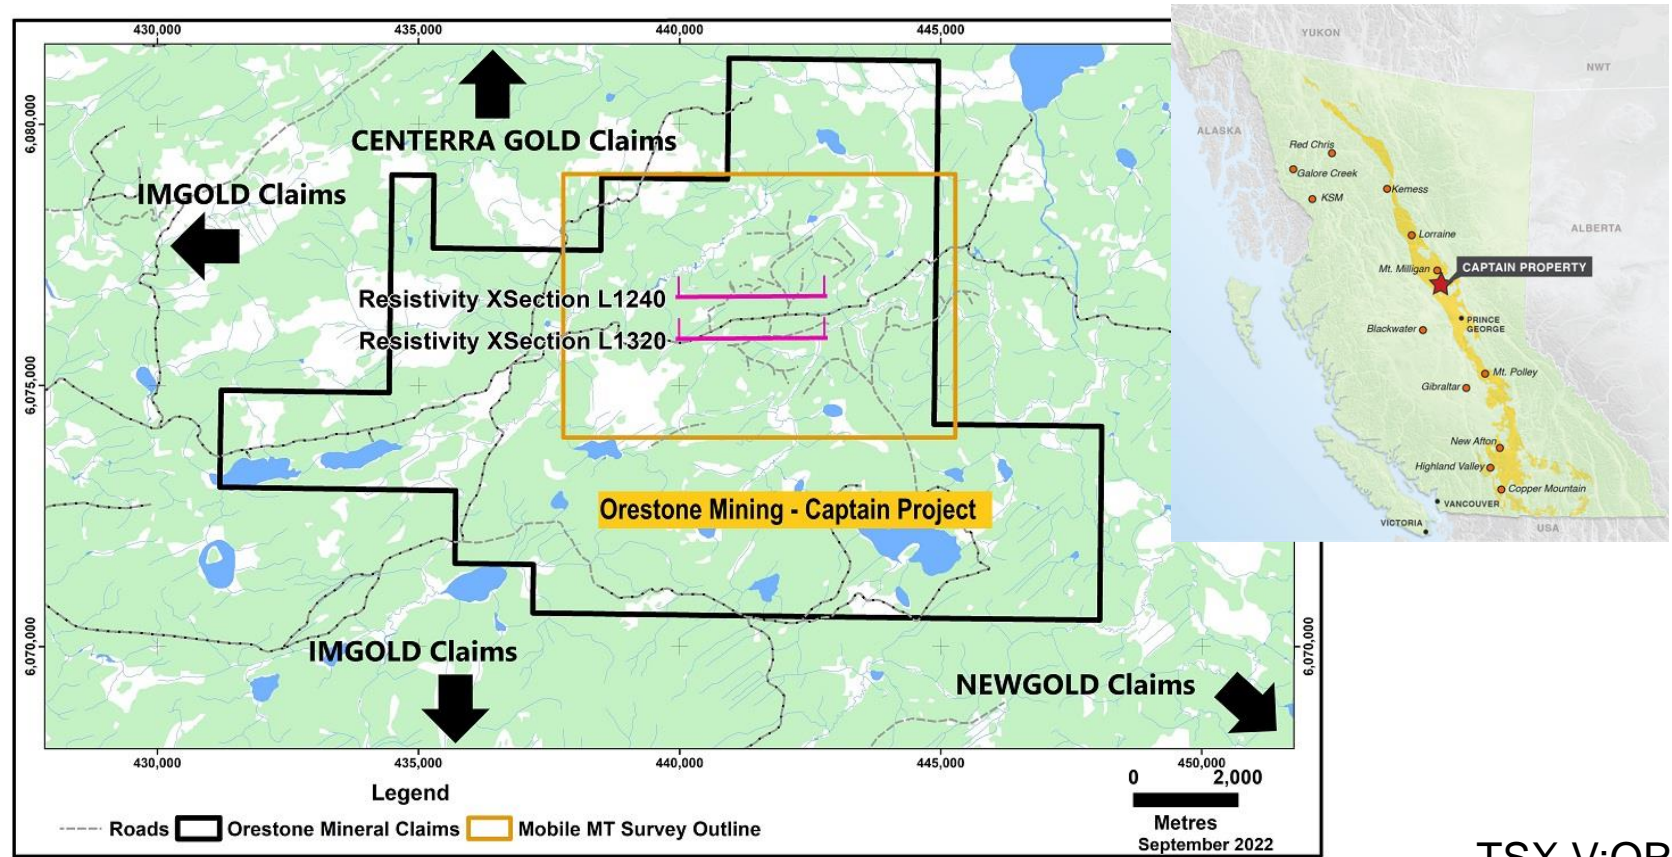 430,000
435,000
440,000
445,000
6,080,000
6,075,000
6,070,000
CENTERRA GOLD Claims
IMGOLD Claims
Resistivity XSection L1240
Resistivity XSection L1320
Orestone Mining - Captain Project
IMGOLD Claims
NEWGOLD Claims
430,000
435,000
440,000
445,000
450,000
0 2,000
Metres
September 2022
Legend
Roads
Orestone Mineral Claims
Mobile MT Survey Outline
YUKON
NWT
ALASKA
ALBERTA
Red Chris
Galore Creek
KSM
Kemess
Lorraine
Mt. Milligan
CAPTAIN PROPERTY
PRINCE
GEORGE
Blackwater
Mt. Polley
Gibraltar
New Afton
Highland Valley
Copper Mountain
VANCOUVER
VICTORIA
USA